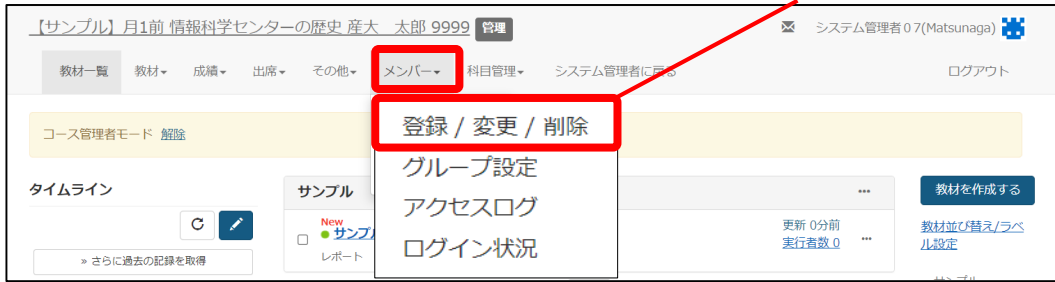 【サンプル】月1前 情報科学センターの歴史 産大　太郎 9999 管理
システム管理者07(Matsunaga)
教材一覧 教材 成績 出席 その他 メンバー 科目管理 システム管理者に戻る ログアウト
コース管理者モード 解除
登録 / 変更 / 削除
グループ設定
アクセスログ
ログイン状況
タイムライン
» さらに過去の記録を取得
サンプル
New
サンプル
レポート
更新 0分前
実行者数 0
教材を作成する
教材並び替え/ラベ
ル設定
サンプル